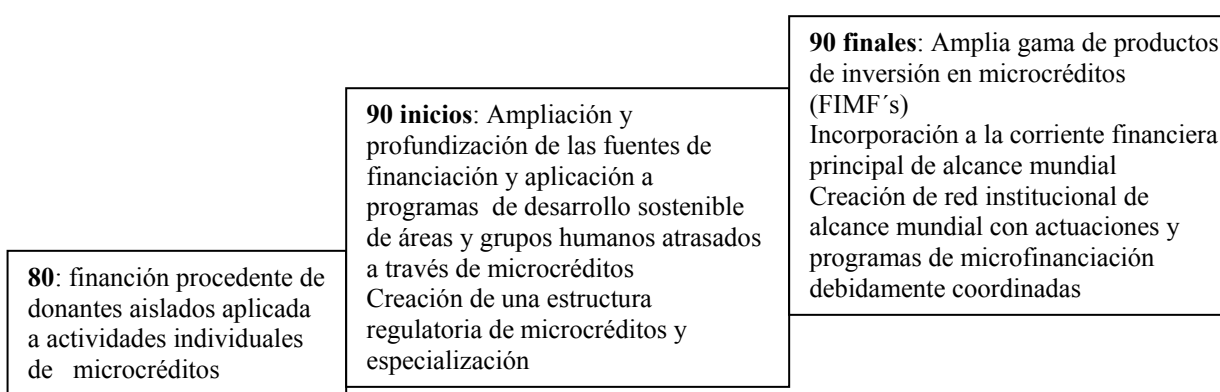 80: financión procedente de
donantes aislados aplicada
a actividades individuales
de microcréditos
90 inicios: Ampliación y
profundización de las fuentes de
financiación y aplicación a
programas de desarrollo sostenible
de áreas y grupos humanos atrasados
a través de microcréditos
Creación de una estructura
regulatoria de microcréditos y
especialización
90 finales: Amplia gama de productos
de inversión en microcréditos
(FIMF´s)
Incorporación a la corriente financiera
principal de alcance mundial
Creación de red institucional de
alcance mundial con actuaciones y
programas de microfinanciación
debidamente coordinadas